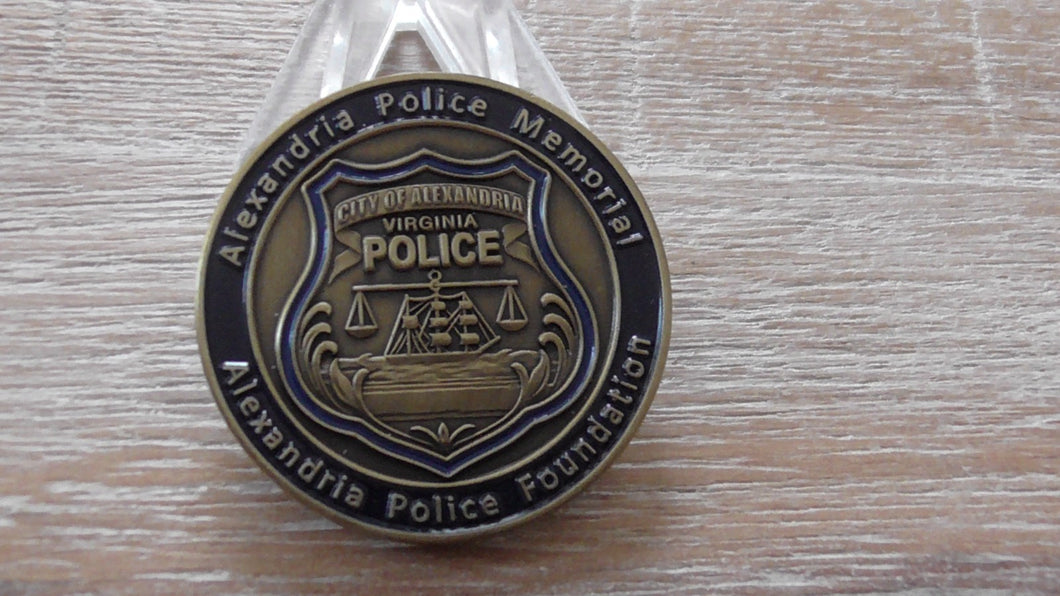 Alexandria Police Memorial
CITY OF ALEXANDRIA
VIRGINIA
POLICE
Alexandria Police Foundation